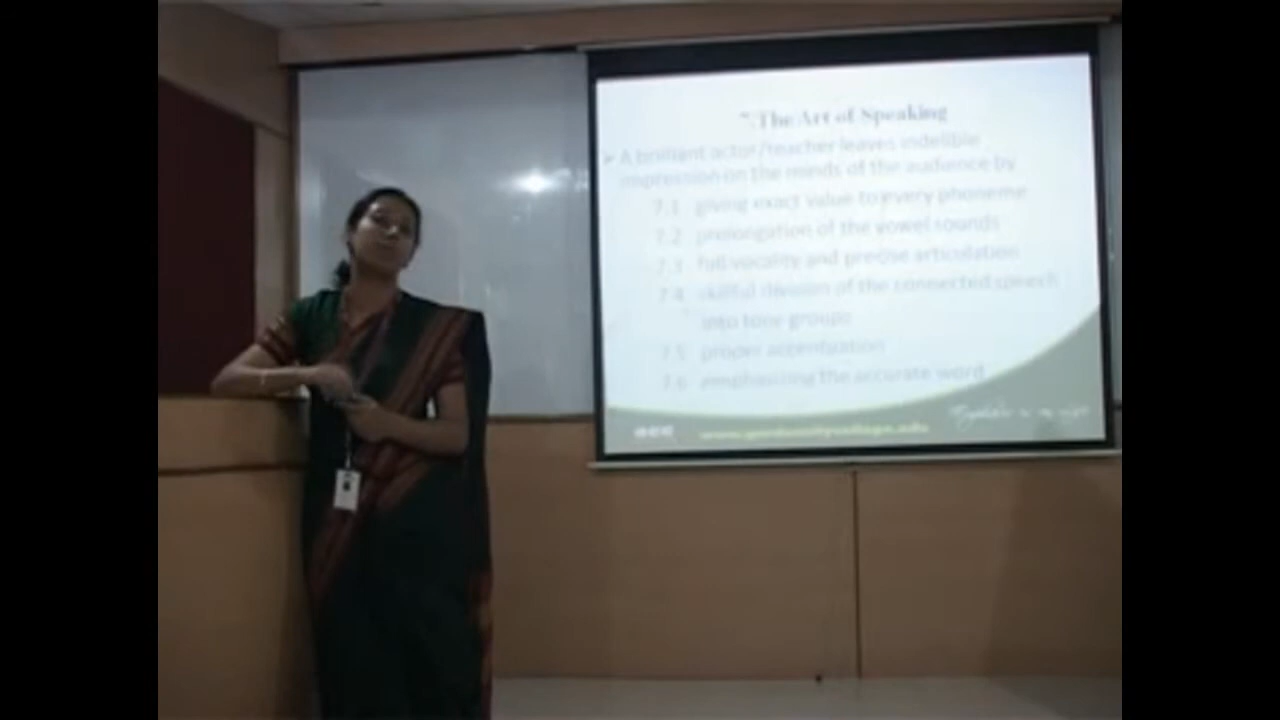 7. The Art of Speaking
➤ A brilliant actor/teacher leaves indelible
impression on the minds of the audience by
7.1 giving exact value to every phoneme
7.2 prolongation of the vowel sounds
7.3 full vocality and precise articulation
7.4 skillful division of the connected speech
into tone groups
7.5 proper accentuation
7.6 emphasizing the accurate word